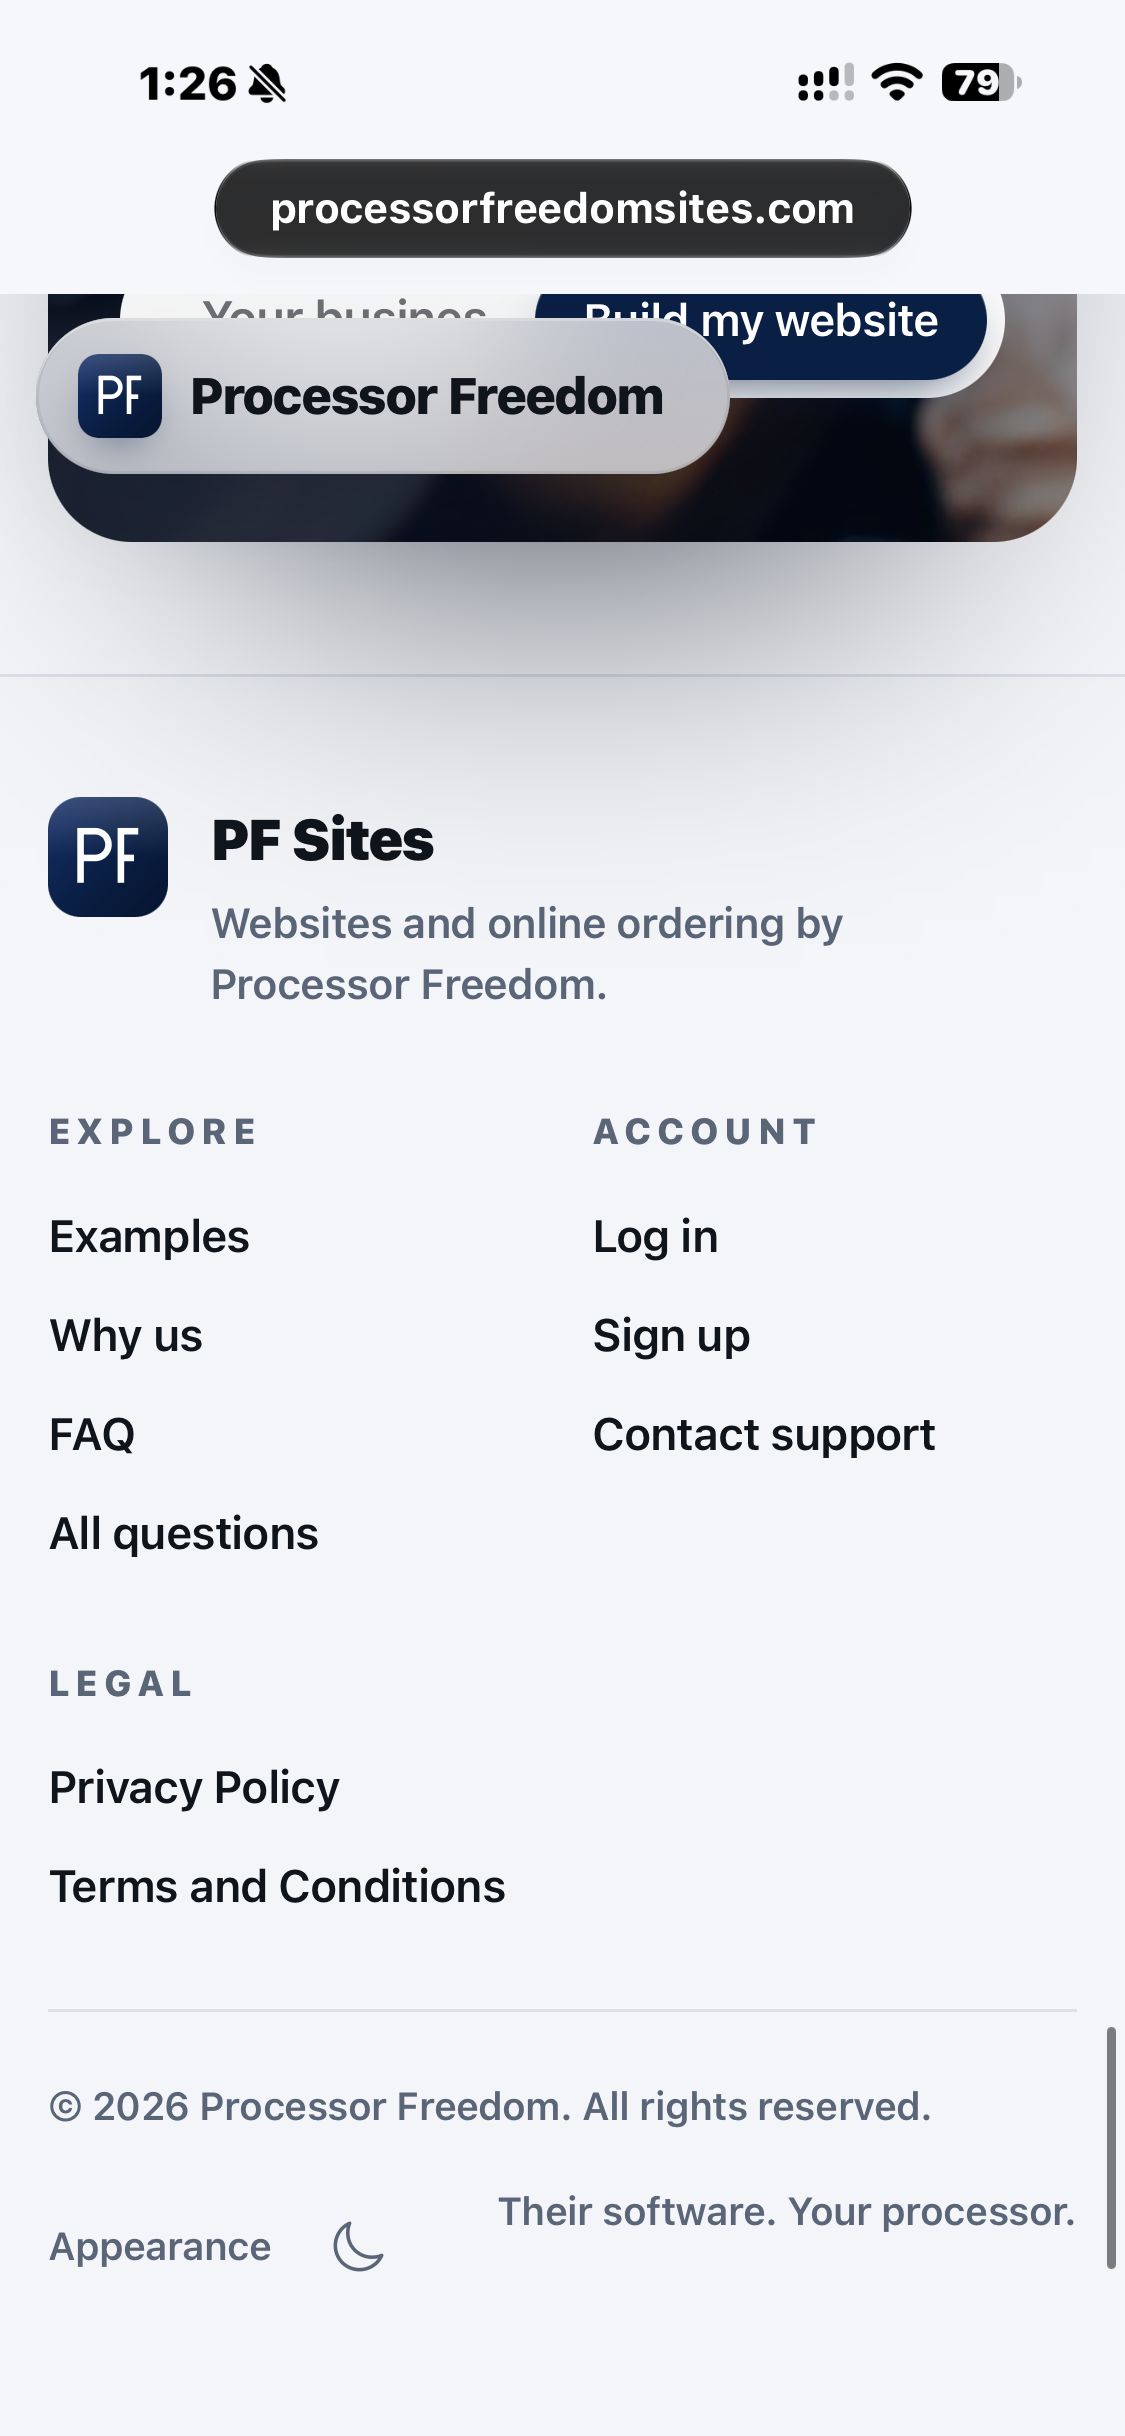 1:26
79
processorfreedomsites.com
Your busines
Build my website
PF Processor Freedom
PF
PF Sites
Websites and online ordering by
Processor Freedom.
EXPLORE
ACCOUNT
Examples
Log in
Why us
Sign up
FAQ
Contact support
All questions
LEGAL
Privacy Policy
Terms and Conditions
© 2026 Processor Freedom. All rights reserved.
Their software. Your processor.
Appearance